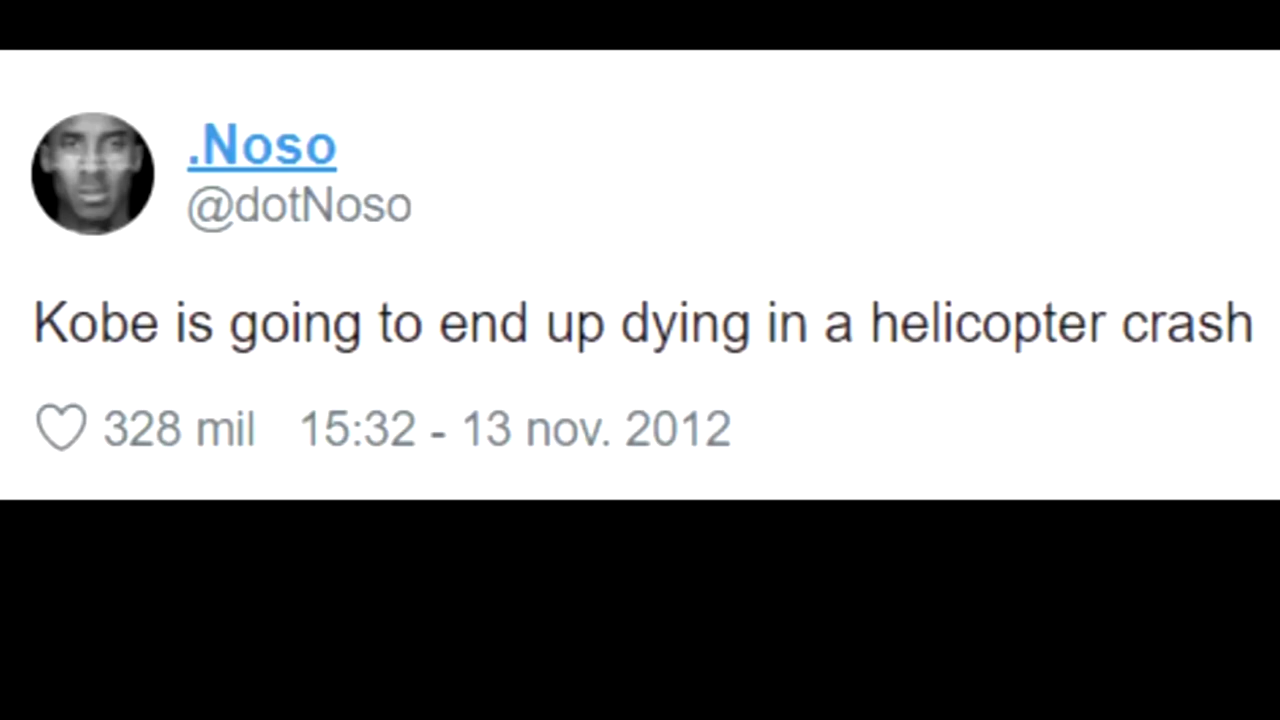 .Noso
@dotNoso
Kobe is going to end up dying in a helicopter crash
328 mil 15:32 - 13 nov. 2012